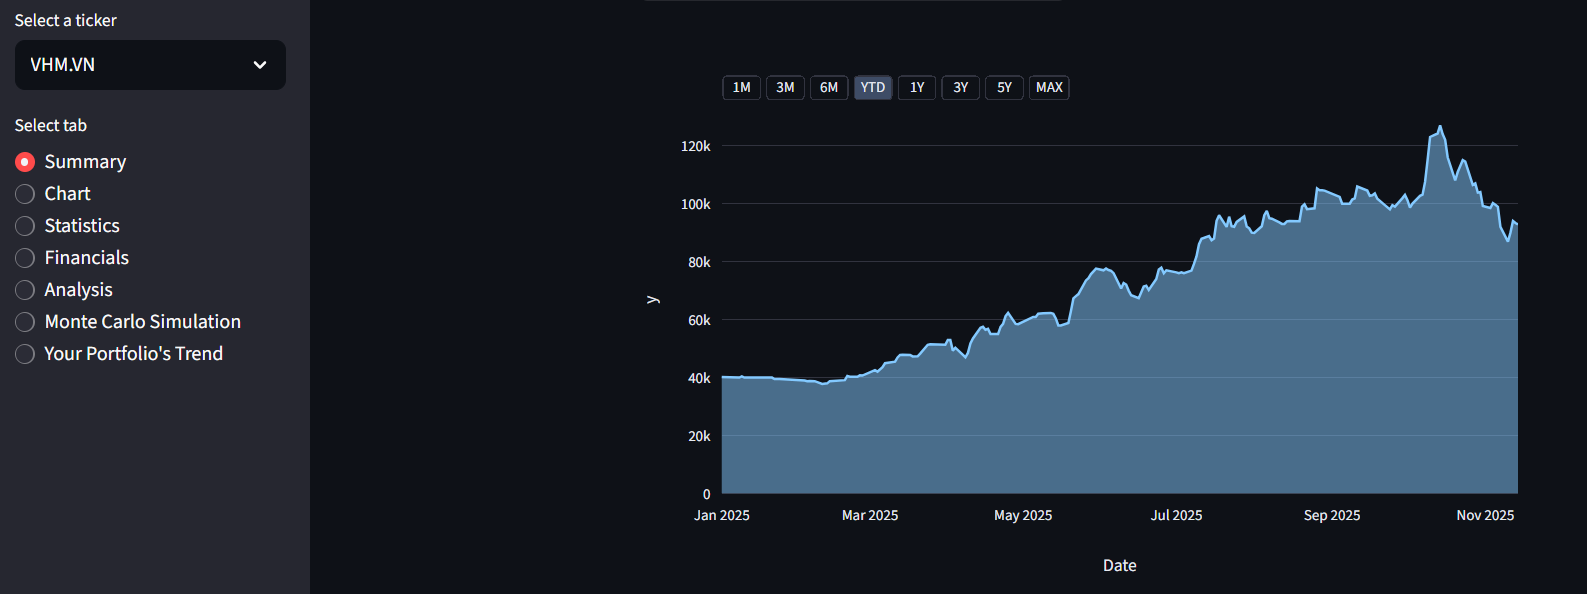 Select a ticker
VHM.VN
Select tab
Summary
Chart
Statistics
Financials
Analysis
Monte Carlo Simulation
Your Portfolio's Trend
1M 3M 6M YTD 1Y 3Y 5Y MAX
120k
100k
80k
60k
40k
20k
0
y
Jan 2025 Mar 2025 May 2025 Jul 2025 Sep 2025 Nov 2025
Date